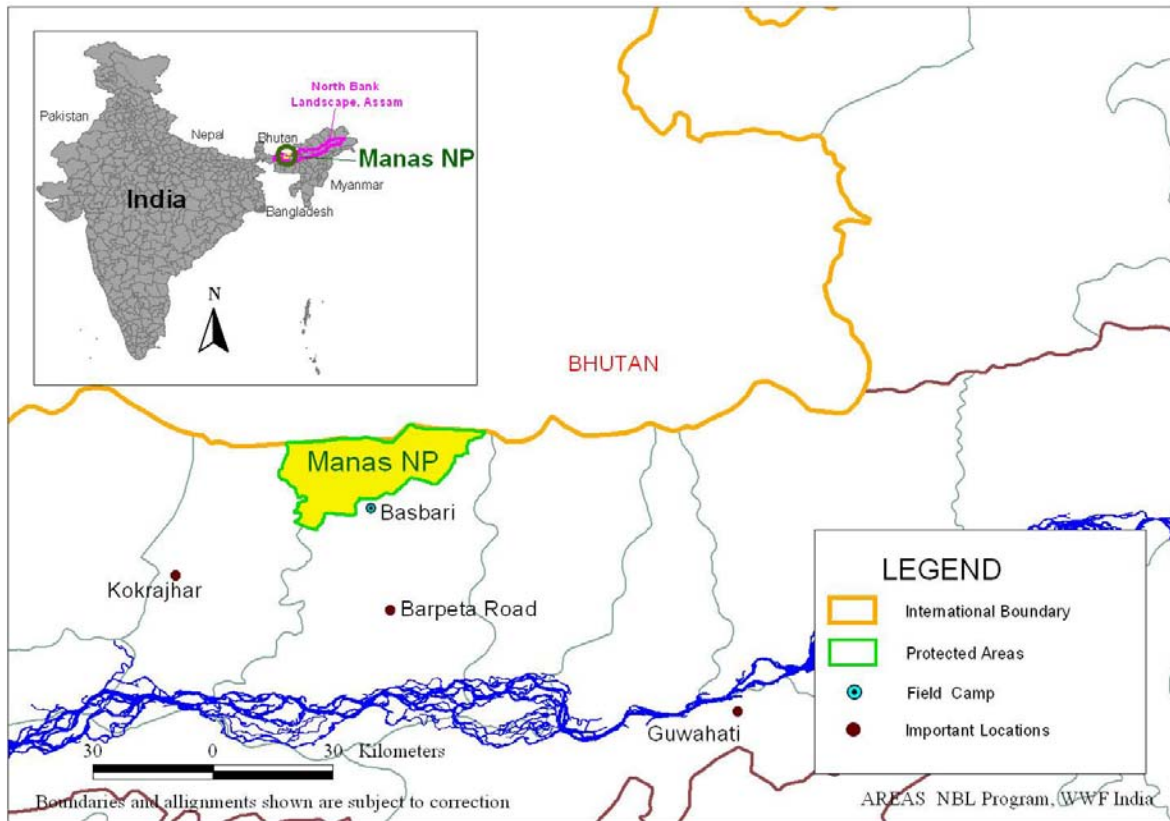 North Bank
Landscape, Assam
Pakistan
Nepal
Bhutan
Manas NP
Myanmar
India
Bangladesh
N
BHUTAN
Manas NP
Basbari
Kokrajhar
Barpeta Road
Guwahati
LEGEND
International Boundary
Protected Areas
Field Camp
Important Locations
30 0 30 Kilometers
Boundaries and allignments shown are subject to correction
AREAS NBL Program, WWF India